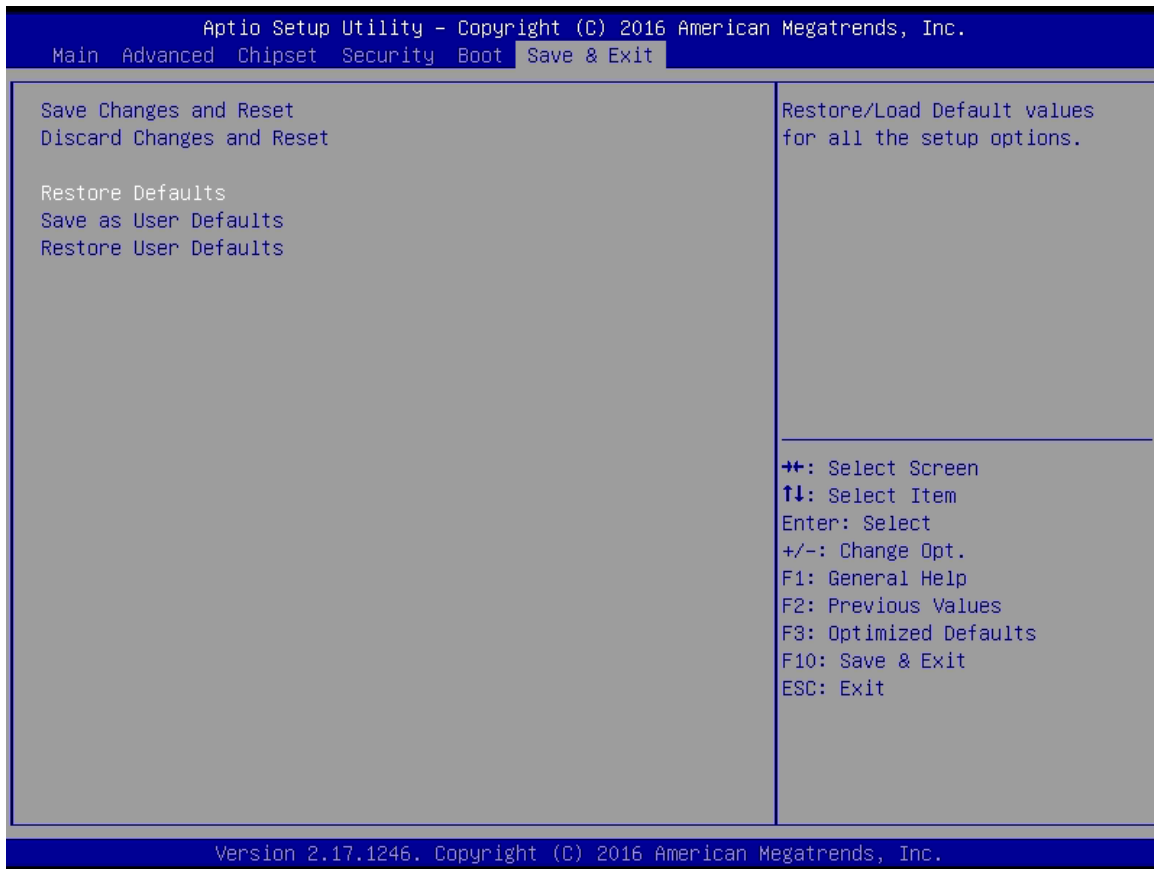 Aptio Setup Utility – Copyright (C) 2016 American Megatrends, Inc.
Main Advanced Chipset Security Boot Save & Exit
Save Changes and Reset
Discard Changes and Reset
Restore Defaults
Save as User Defaults
Restore User Defaults
Restore/Load Default values
for all the setup options.
→←: Select Screen
↑↓: Select Item
Enter: Select
+/-: Change Opt.
F1: General Help
F2: Previous Values
F3: Optimized Defaults
F10: Save & Exit
ESC: Exit
Version 2.17.1246. Copyright (C) 2016 American Megatrends, Inc.